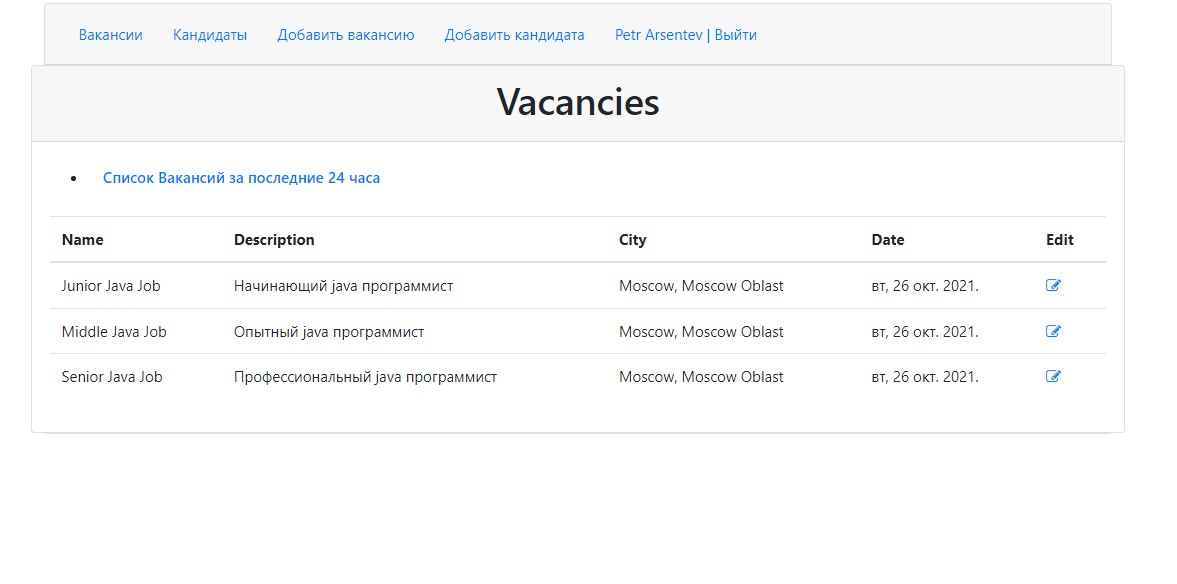 Вакансии Кандидаты Добавить вакансию Добавить кандидата Petr Arsentev | Выйти
Vacancies
Список Вакансий за последние 24 часа
Name Description City Date Edit
Junior Java Job Начинающий java программист Moscow, Moscow Oblast вт, 26 окт. 2021.
Middle Java Job Опытный java программист Moscow, Moscow Oblast вт, 26 окт. 2021.
Senior Java Job Профессиональный java программист Moscow, Moscow Oblast вт, 26 окт. 2021.